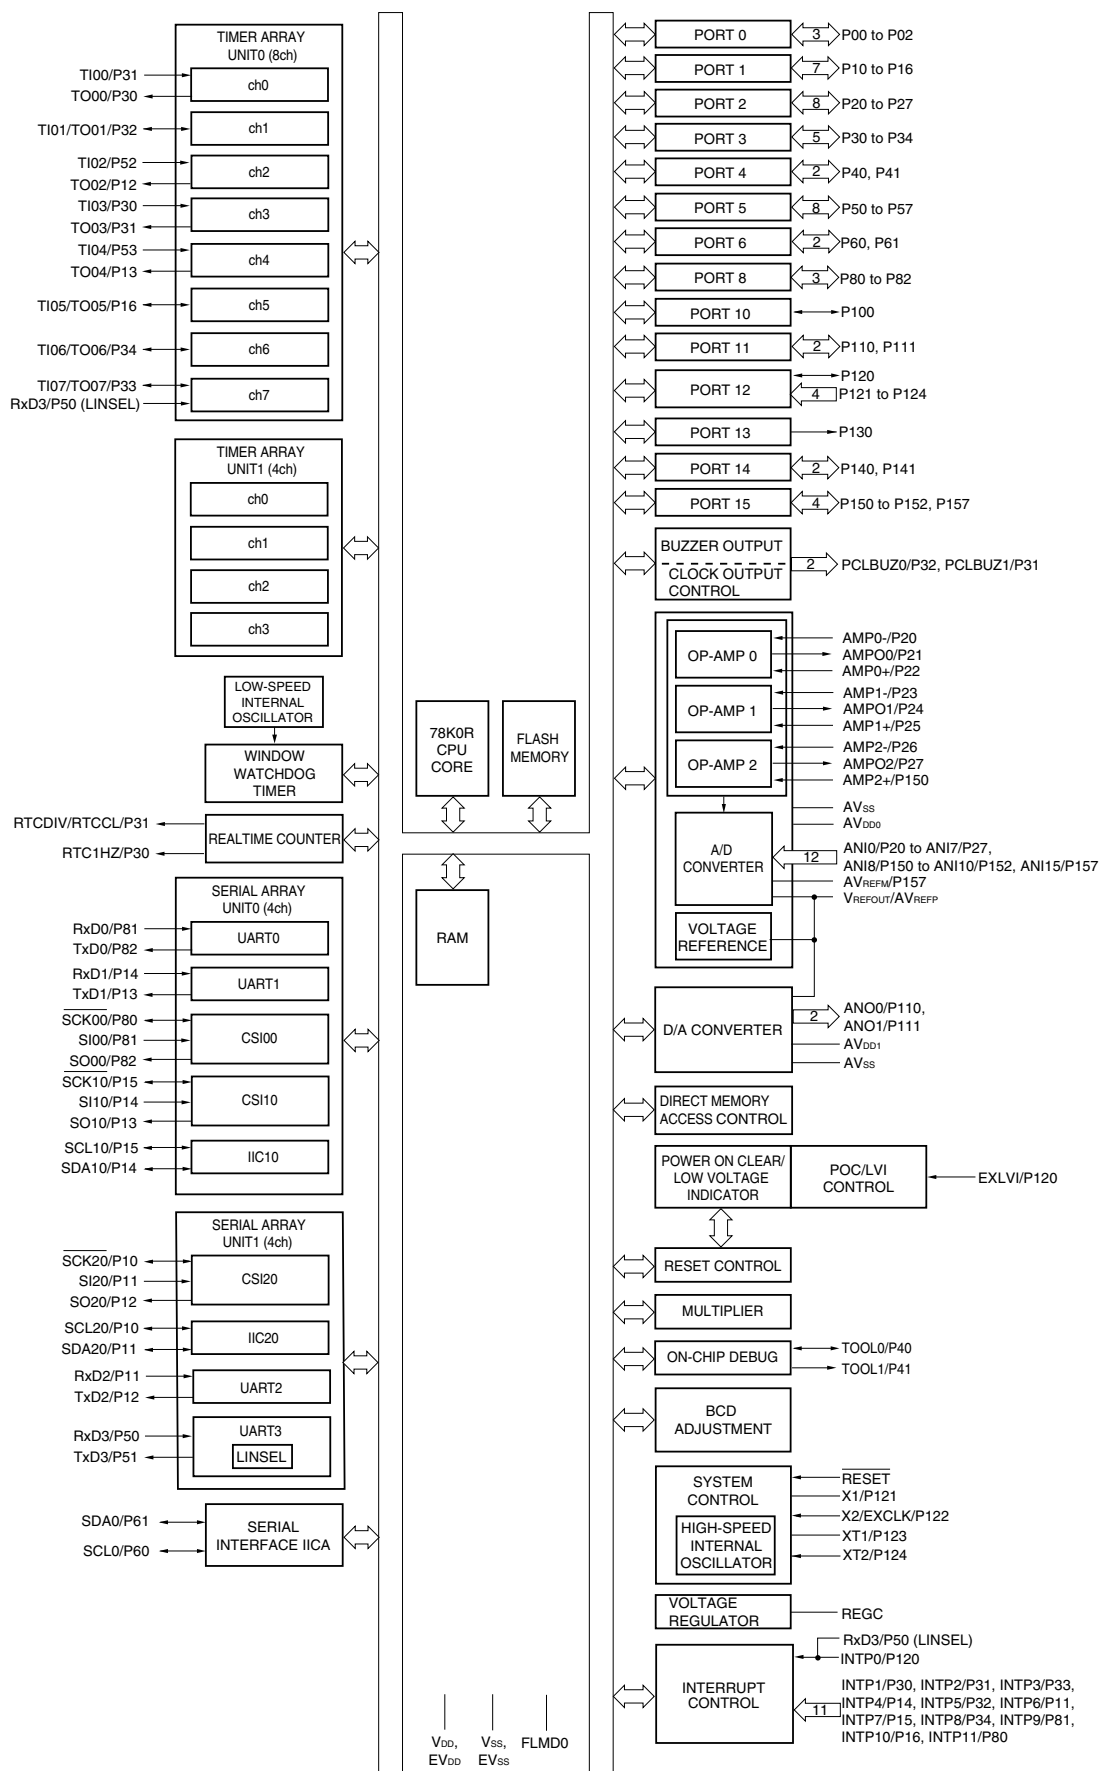 TIMER ARRAY
UNIT0 (8ch)
TI00/P31
TO00/P30
ch0
TI01/TO01/P32
ch1
TI02/P52
TO02/P12
ch2
TI03/P30
TO03/P31
ch3
TI04/P53
TO04/P13
ch4
TI05/TO05/P16
ch5
TI06/TO06/P34
ch6
TI07/TO07/P33
RxD3/P50 (LINSEL)
ch7
TIMER ARRAY
UNIT1 (4ch)
ch0
ch1
ch2
ch3
LOW-SPEED
INTERNAL
OSCILLATOR
WINDOW
WATCHDOG
TIMER
RTCDIV/RTCCL/P31
RTC1HZ/P30
REALTIME COUNTER
SERIAL ARRAY
UNIT0 (4ch)
RxD0/P81
TxD0/P82
UART0
RxD1/P14
TxD1/P13
UART1
SCK00/P80
SI00/P81
SO00/P82
CSI00
SCK10/P15
SI10/P14
SO10/P13
CSI10
SCL10/P15
SDA10/P14
IIC10
SERIAL ARRAY
UNIT1 (4ch)
SCK20/P10
SI20/P11
SO20/P12
CSI20
SCL20/P10
SDA20/P11
IIC20
RxD2/P11
TxD2/P12
UART2
RxD3/P50
TxD3/P51
UART3
LINSEL
SDA0/P61
SCL0/P60
SERIAL
INTERFACE IICA
78K0R
CPU
CORE
FLASH
MEMORY
RAM
VDD,
EVDD
VSS,
EVSS
FLMD0
PORT 0
3
P00 to P02
PORT 1
7
P10 to P16
PORT 2
8
P20 to P27
PORT 3
5
P30 to P34
PORT 4
2
P40, P41
PORT 5
8
P50 to P57
PORT 6
2
P60, P61
PORT 8
3
P80 to P82
PORT 10
P100
PORT 11
2
P110, P111
PORT 12
P120
4
P121 to P124
PORT 13
P130
PORT 14
2
P140, P141
PORT 15
4
P150 to P152, P157
BUZZER OUTPUT
CLOCK OUTPUT
CONTROL
2
PCLBUZ0/P32, PCLBUZ1/P31
OP-AMP 0
AMP0-/P20
AMPO0/P21
AMP0+/P22
OP-AMP 1
AMP1-/P23
AMPO1/P24
AMP1+/P25
OP-AMP 2
AMP2-/P26
AMPO2/P27
AMP2+/P150
AVSS
AVDD0
A/D
CONVERTER
12
ANI0/P20 to ANI7/P27,
ANI8/P150 to ANI10/P152, ANI15/P157
AVREFM/P157
VREFOUT/AVREFP
VOLTAGE
REFERENCE
D/A CONVERTER
2
ANO0/P110,
ANO1/P111
AVDD1
AVSS
DIRECT MEMORY
ACCESS CONTROL
POWER ON CLEAR/
LOW VOLTAGE
INDICATOR
POC/LVI
CONTROL
EXLVI/P120
RESET CONTROL
MULTIPLIER
ON-CHIP DEBUG
TOOL0/P40
TOOL1/P41
BCD
ADJUSTMENT
SYSTEM
CONTROL
HIGH-SPEED
INTERNAL
OSCILLATOR
RESET
X1/P121
X2/EXCLK/P122
XT1/P123
XT2/P124
VOLTAGE
REGULATOR
REGC
INTERRUPT
CONTROL
RxD3/P50 (LINSEL)
INTP0/P120
11
INTP1/P30, INTP2/P31, INTP3/P33,
INTP4/P14, INTP5/P32, INTP6/P11,
INTP7/P15, INTP8/P34, INTP9/P81,
INTP10/P16, INTP11/P80